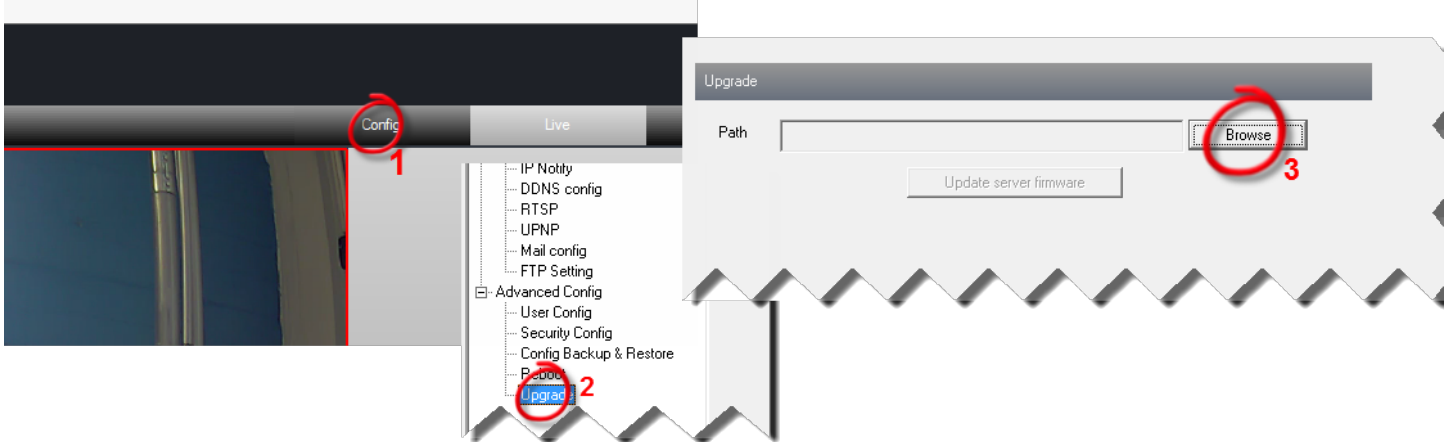 Config
Live
1
IP Notify
DDNS config
RTSP
UPNP
Mail config
FTP Setting
Advanced Config
User Config
Security Config
Config Backup & Restore
Reboot
Upgrade
2
Upgrade
Path
Browse
3
Update server firmware